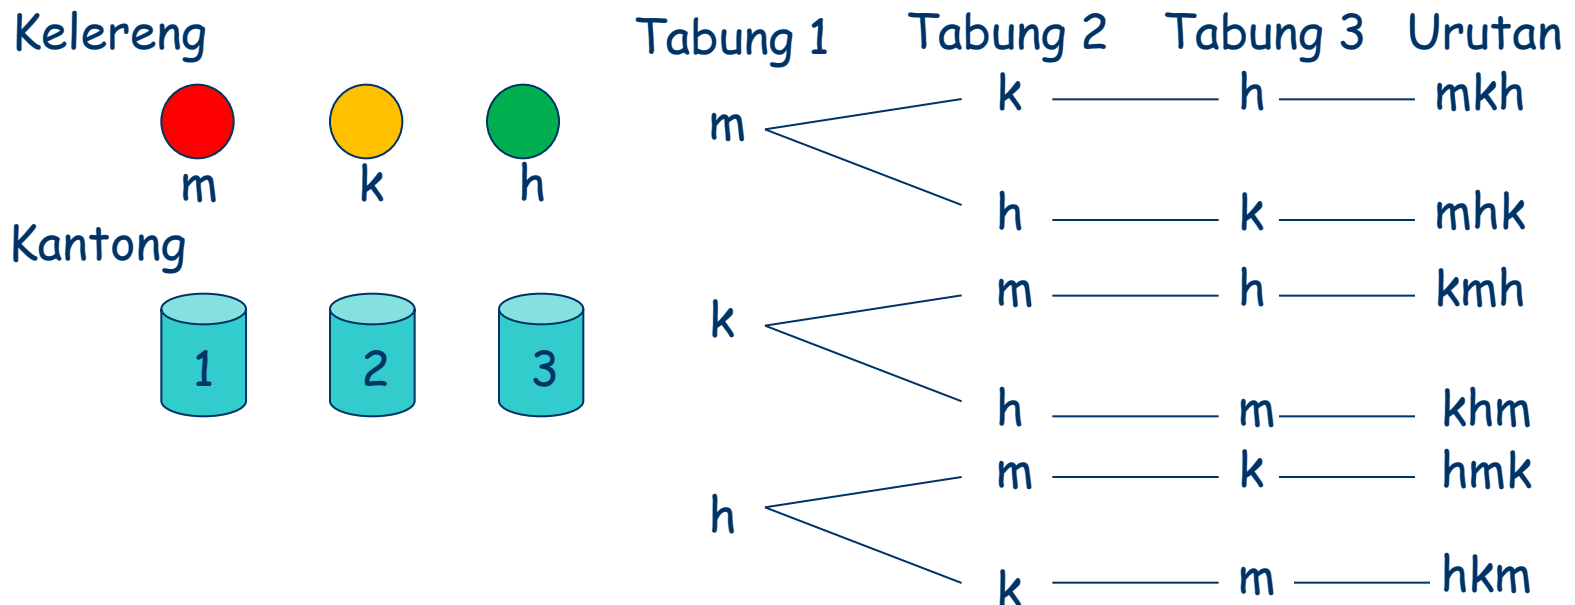 Kelereng
m k h
Kantong
1 2 3
Tabung 1 Tabung 2 Tabung 3 Urutan
m k h mkh
h k mhk
k m h kmh
h m khm
h m k hmk
k m hkm